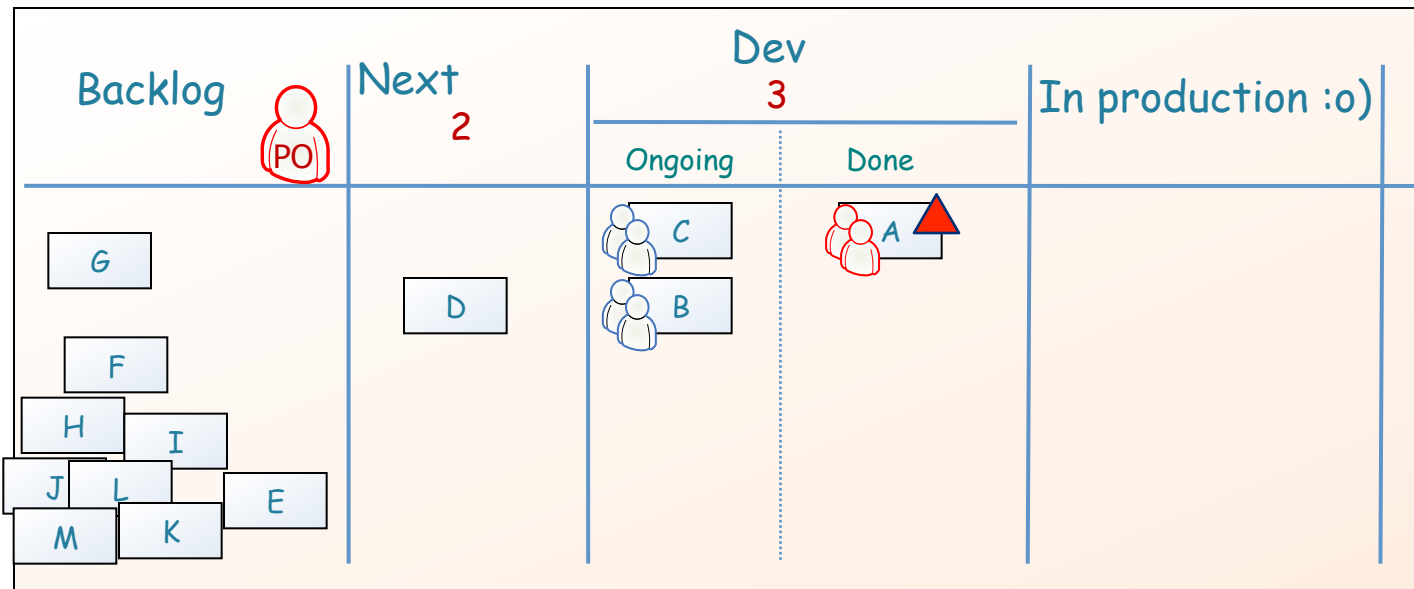 Backlog
PO
Next
2
Dev
3
In production :o)
Ongoing
Done
G
D
C
A
B
F
H
I
J
L
E
M
K